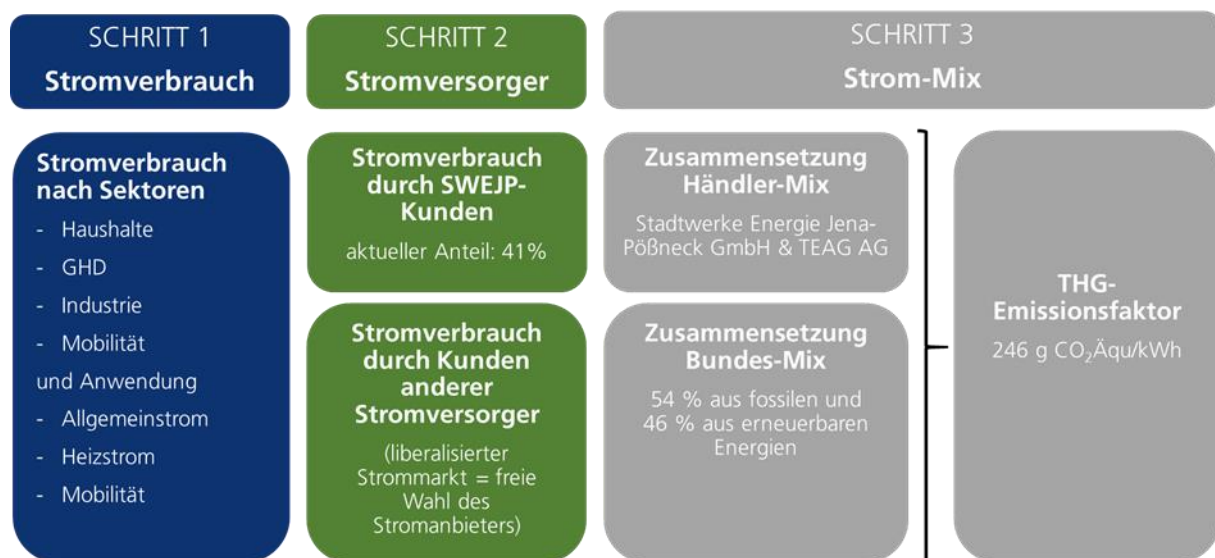 SCHRITT 1
Stromverbrauch
SCHRITT 2
Stromversorger
SCHRITT 3
Strom-Mix
Stromverbrauch
nach Sektoren
- Haushalte
- GHD
- Industrie
- Mobilität
und Anwendung
- Allgemeinstrom
- Heizstrom
- Mobilität
Stromverbrauch
durch SWEJP-
Kunden
aktueller Anteil: 41%
Stromverbrauch
durch Kunden
anderer
Stromversorger
(liberalisierter
Strommarkt = freie
Wahl des
Stromanbieters)
Zusammensetzung
Händler-Mix
Stadtwerke Energie Jena-
Pößneck GmbH & TEAG AG
Zusammensetzung
Bundes-Mix
54 % aus fossilen und
46 % aus erneuerbaren
Energien
THG-
Emissionsfaktor
246 g CO₂Äqu/kWh